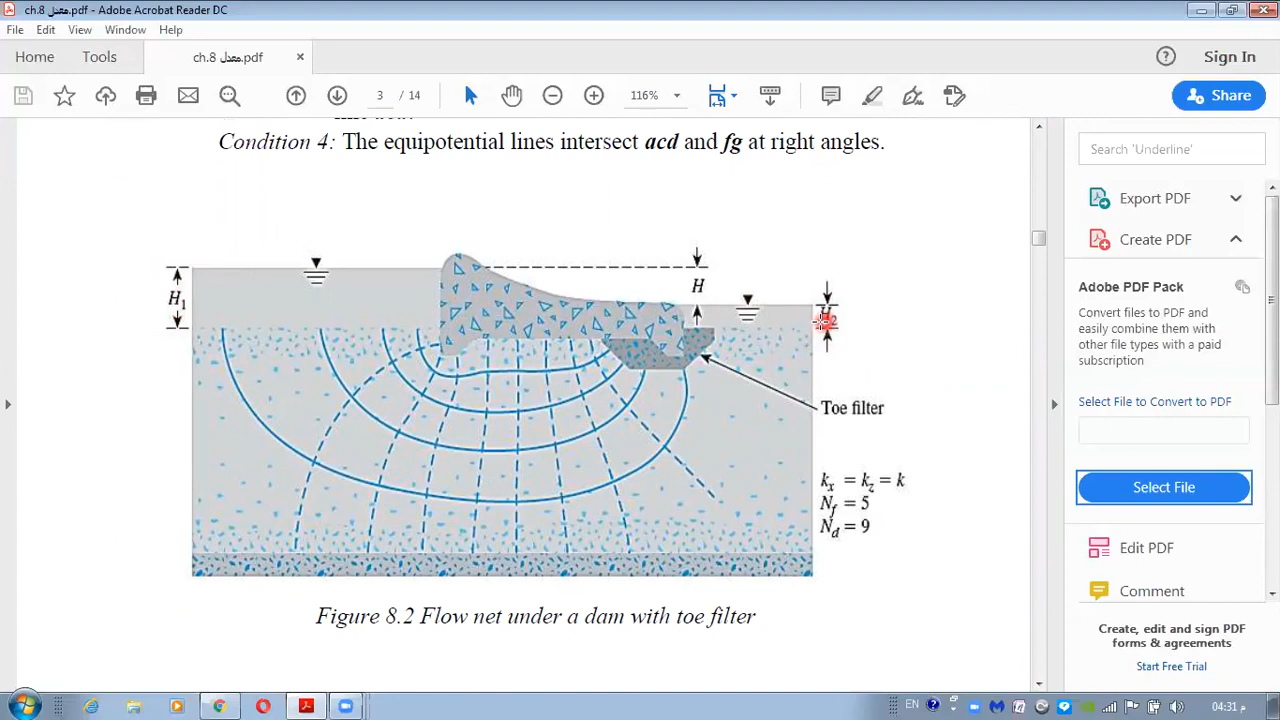 ch.8 معدل.pdf - Adobe Acrobat Reader DC
File Edit View Window Help
Home Tools ch.8 معدل.pdf ×
? Sign In
3 / 14 116% Share
Condition 4: The equipotential lines intersect acd and fg at right angles.
H
H1
Toe filter
kx = kz = k
Nf = 5
Nd = 9
Figure 8.2 Flow net under a dam with toe filter
Search 'Underline'
Export PDF
Create PDF
Adobe PDF Pack
Convert files to PDF and
easily combine them with
other file types with a paid
subscription
Select File to Convert to PDF
Select File
Edit PDF
Comment
Create, edit and sign PDF
forms & agreements
Start Free Trial
EN 04:31 م